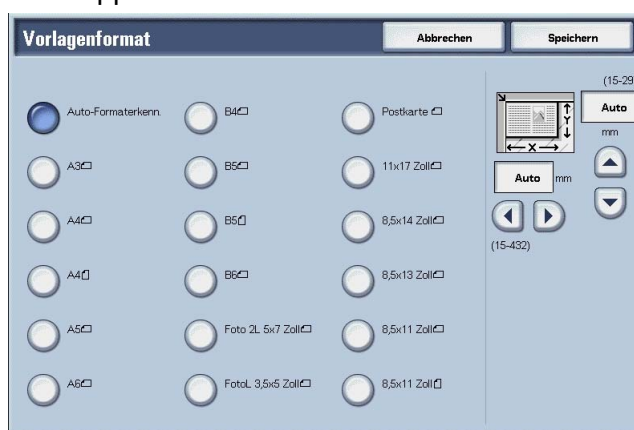 Vorlagenformat
Abbrechen
Speichern
Auto-Formaterkenn.
A3
A4
A4
A5
A6
B4
B5
B5
B6
Foto 2L 5x7 Zoll
FotoL 3,5x5 Zoll
Postkarte
11x17 Zoll
8,5x14 Zoll
8,5x13 Zoll
8,5x11 Zoll
8,5x11 Zoll
Y
X
Auto mm
(15-432)
(15-29
Auto
mm